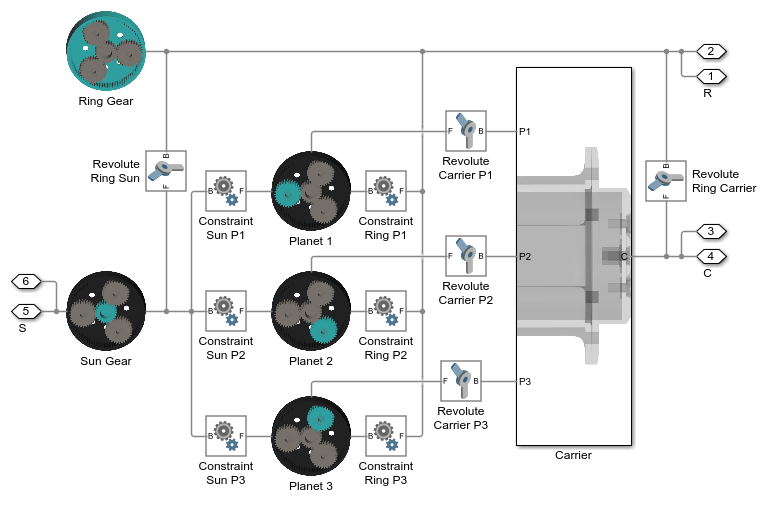 2
1
R
Ring Gear
P1
F B
Revolute
Carrier P1
Revolute
Ring Sun
B
F
B F
Constraint
Sun P1
Planet 1
B F
Constraint
Ring P1
B
F
Revolute
Ring Carrier
3
4
C
C
F B
P2
Revolute
Carrier P2
6
5
S
Sun Gear
B F
Constraint
Sun P2
Planet 2
B F
Constraint
Ring P2
F B
P3
Revolute
Carrier P3
B F
Constraint
Sun P3
Planet 3
B F
Constraint
Ring P3
Carrier